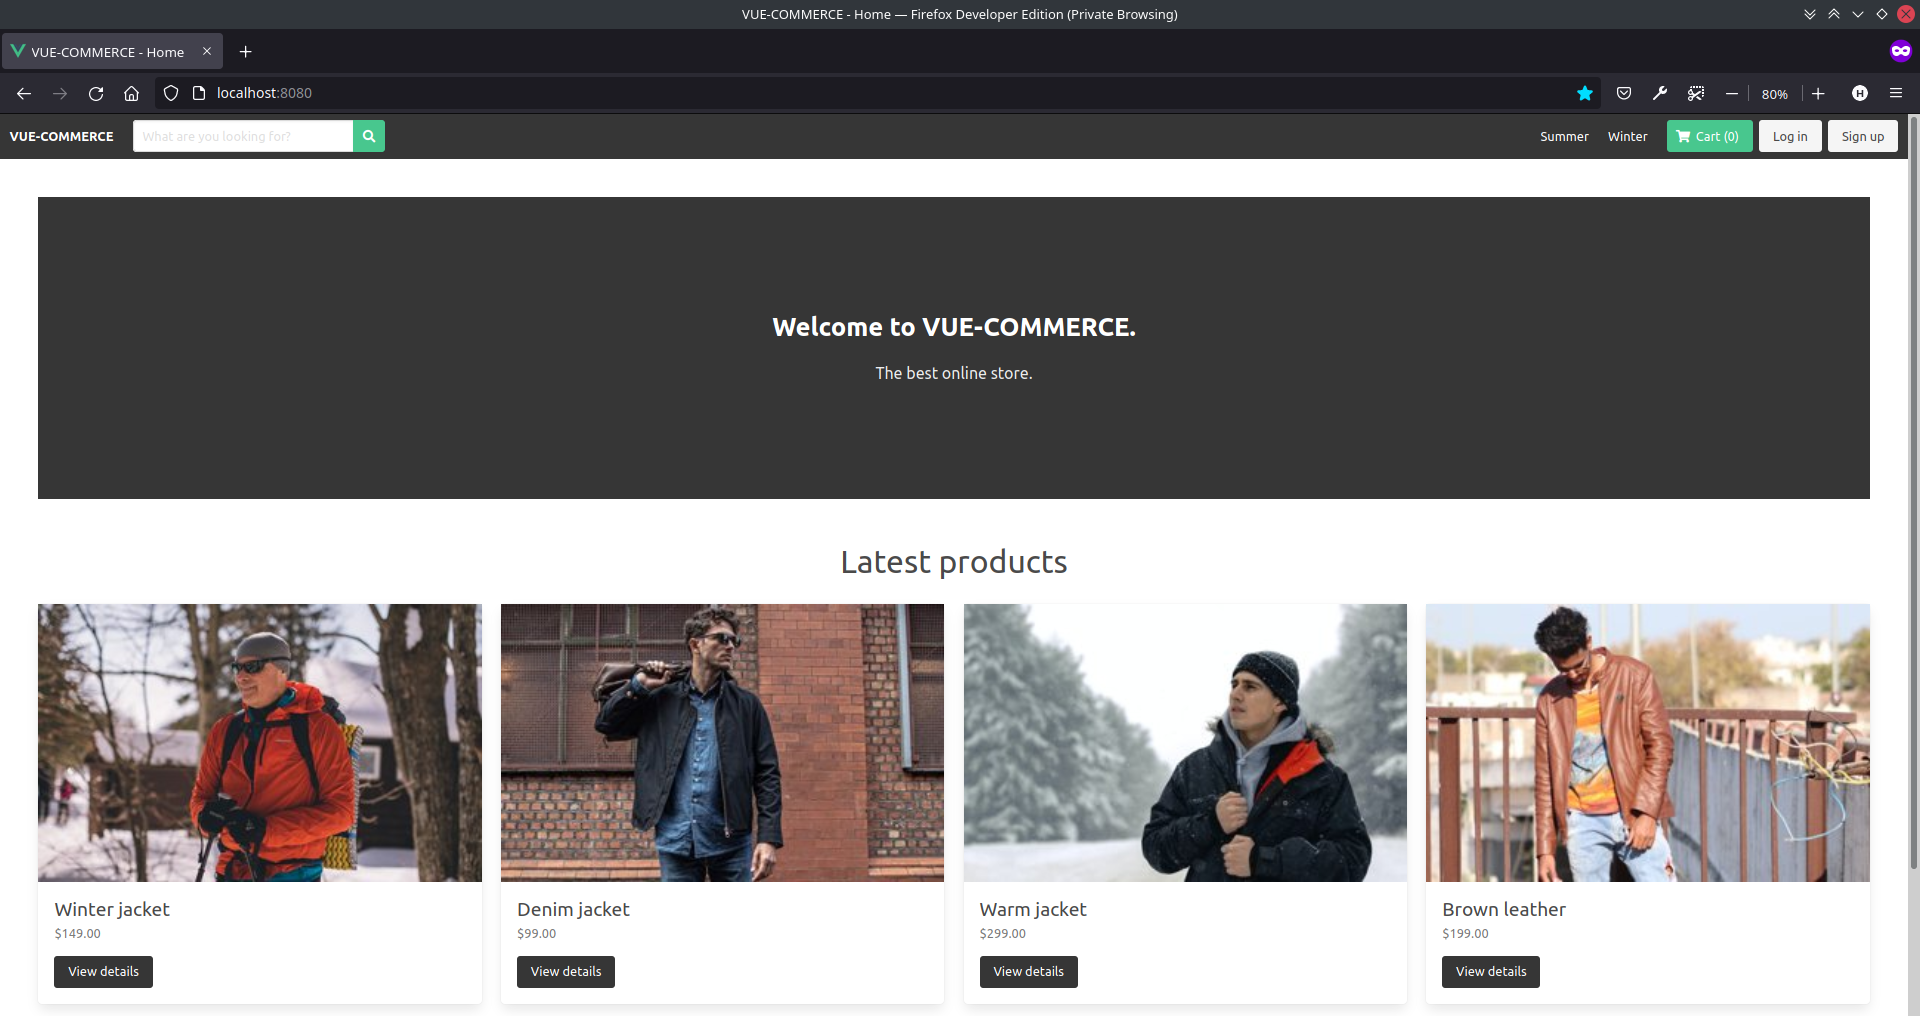 VUE-COMMERCE - Home — Firefox Developer Edition (Private Browsing)
VUE-COMMERCE - Home
localhost:8080
80%
H
VUE-COMMERCE
What are you looking for?
Summer
Winter
Cart (0)
Log in
Sign up
Welcome to VUE-COMMERCE.
The best online store.
Latest products
Winter jacket
$149.00
View details
Denim jacket
$99.00
View details
Warm jacket
$299.00
View details
Brown leather
$199.00
View details